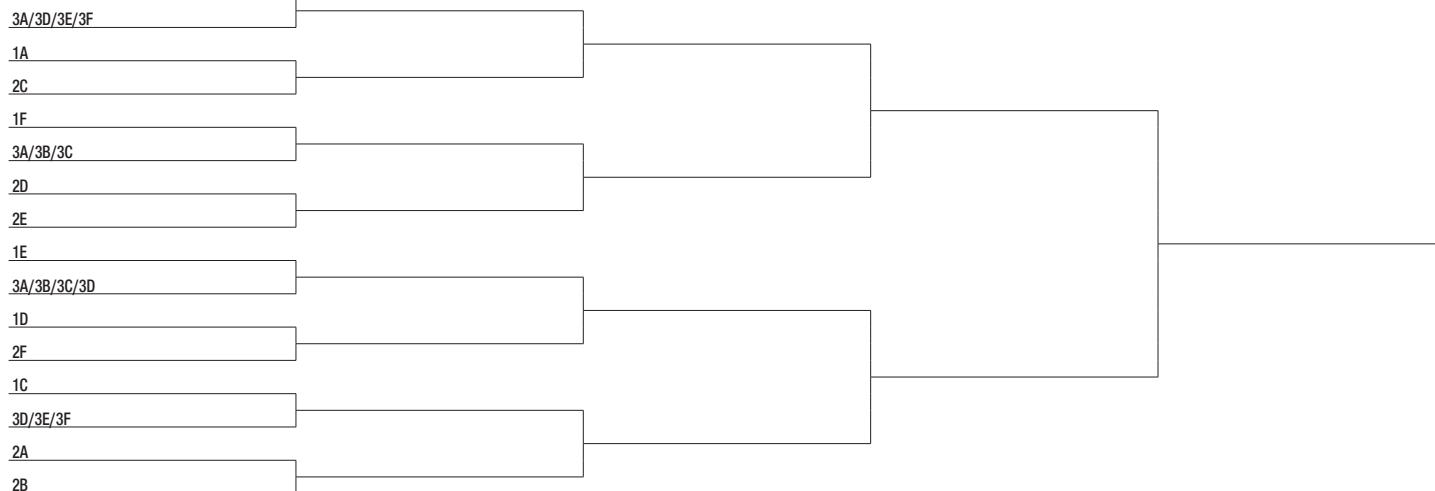 3A/3D/3E/3F
1A
2C
1F
3A/3B/3C
2D
2E
1E
3A/3B/3C/3D
1D
2F
1C
3D/3E/3F
2A
2B